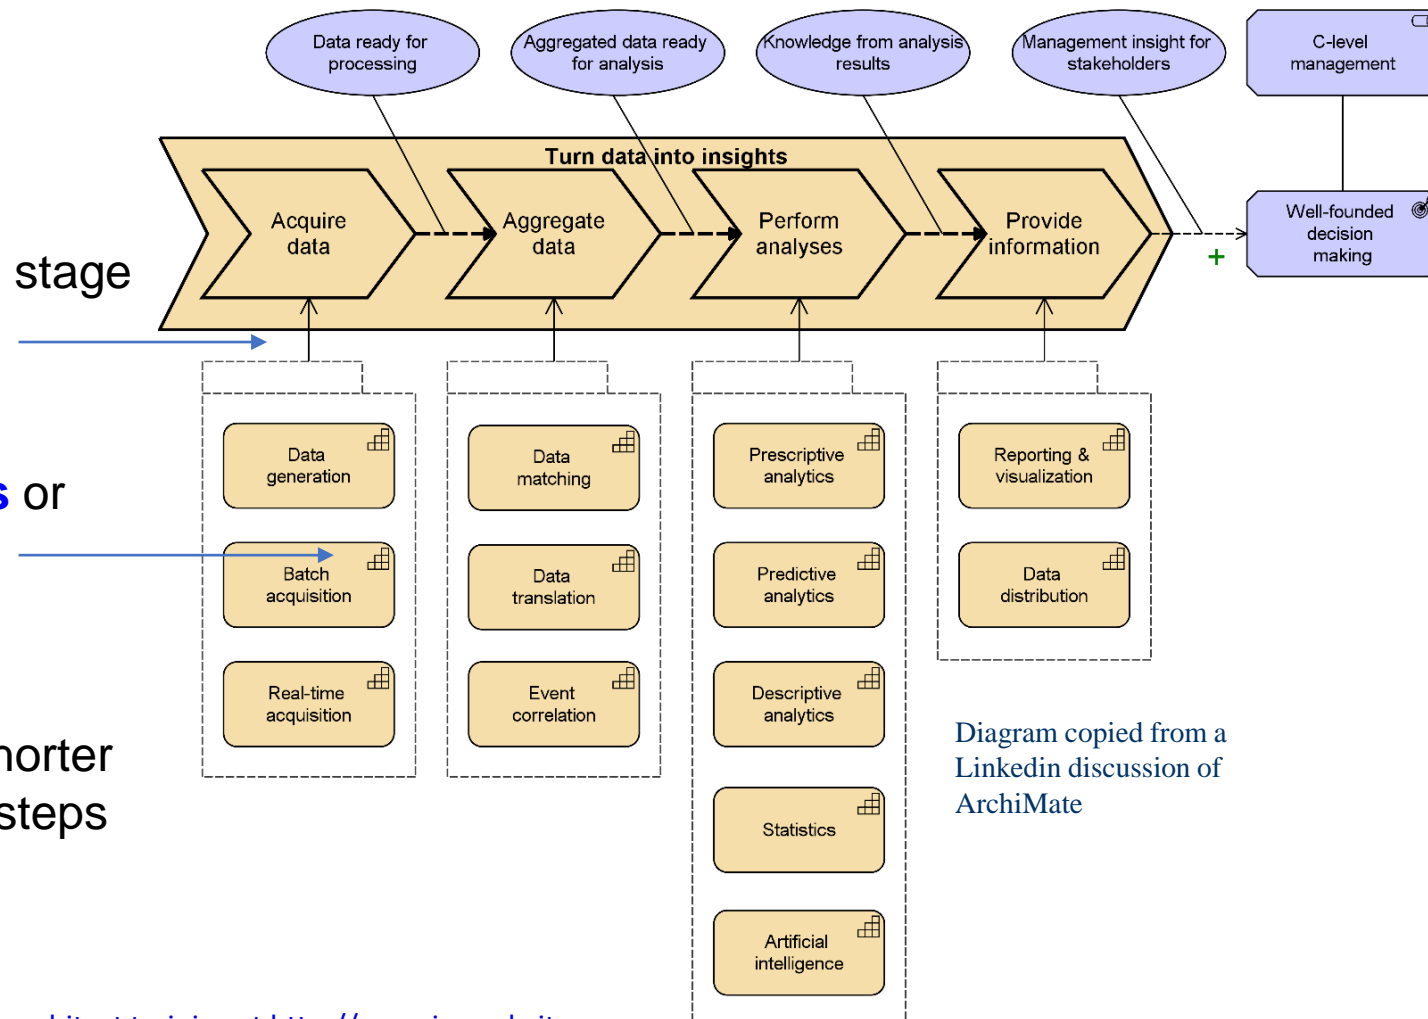 Data ready for
processing
Aggregated data ready
for analysis
Knowledge from analysis
results
Management insight for
stakeholders
C-level
management
Turn data into insights
Acquire
data
Aggregate
data
Perform
analyses
Provide
information
+
Well-founded
decision
making
stage
or
steps
Data
generation
Batch
acquisition
Real-time
acquisition
Data
matching
Data
translation
Event
correlation
Prescriptive
analytics
Predictive
analytics
Descriptive
analytics
Statistics
Artificial
intelligence
Reporting &
visualization
Data
distribution
Diagram copied from a
Linkedin discussion of
ArchiMate